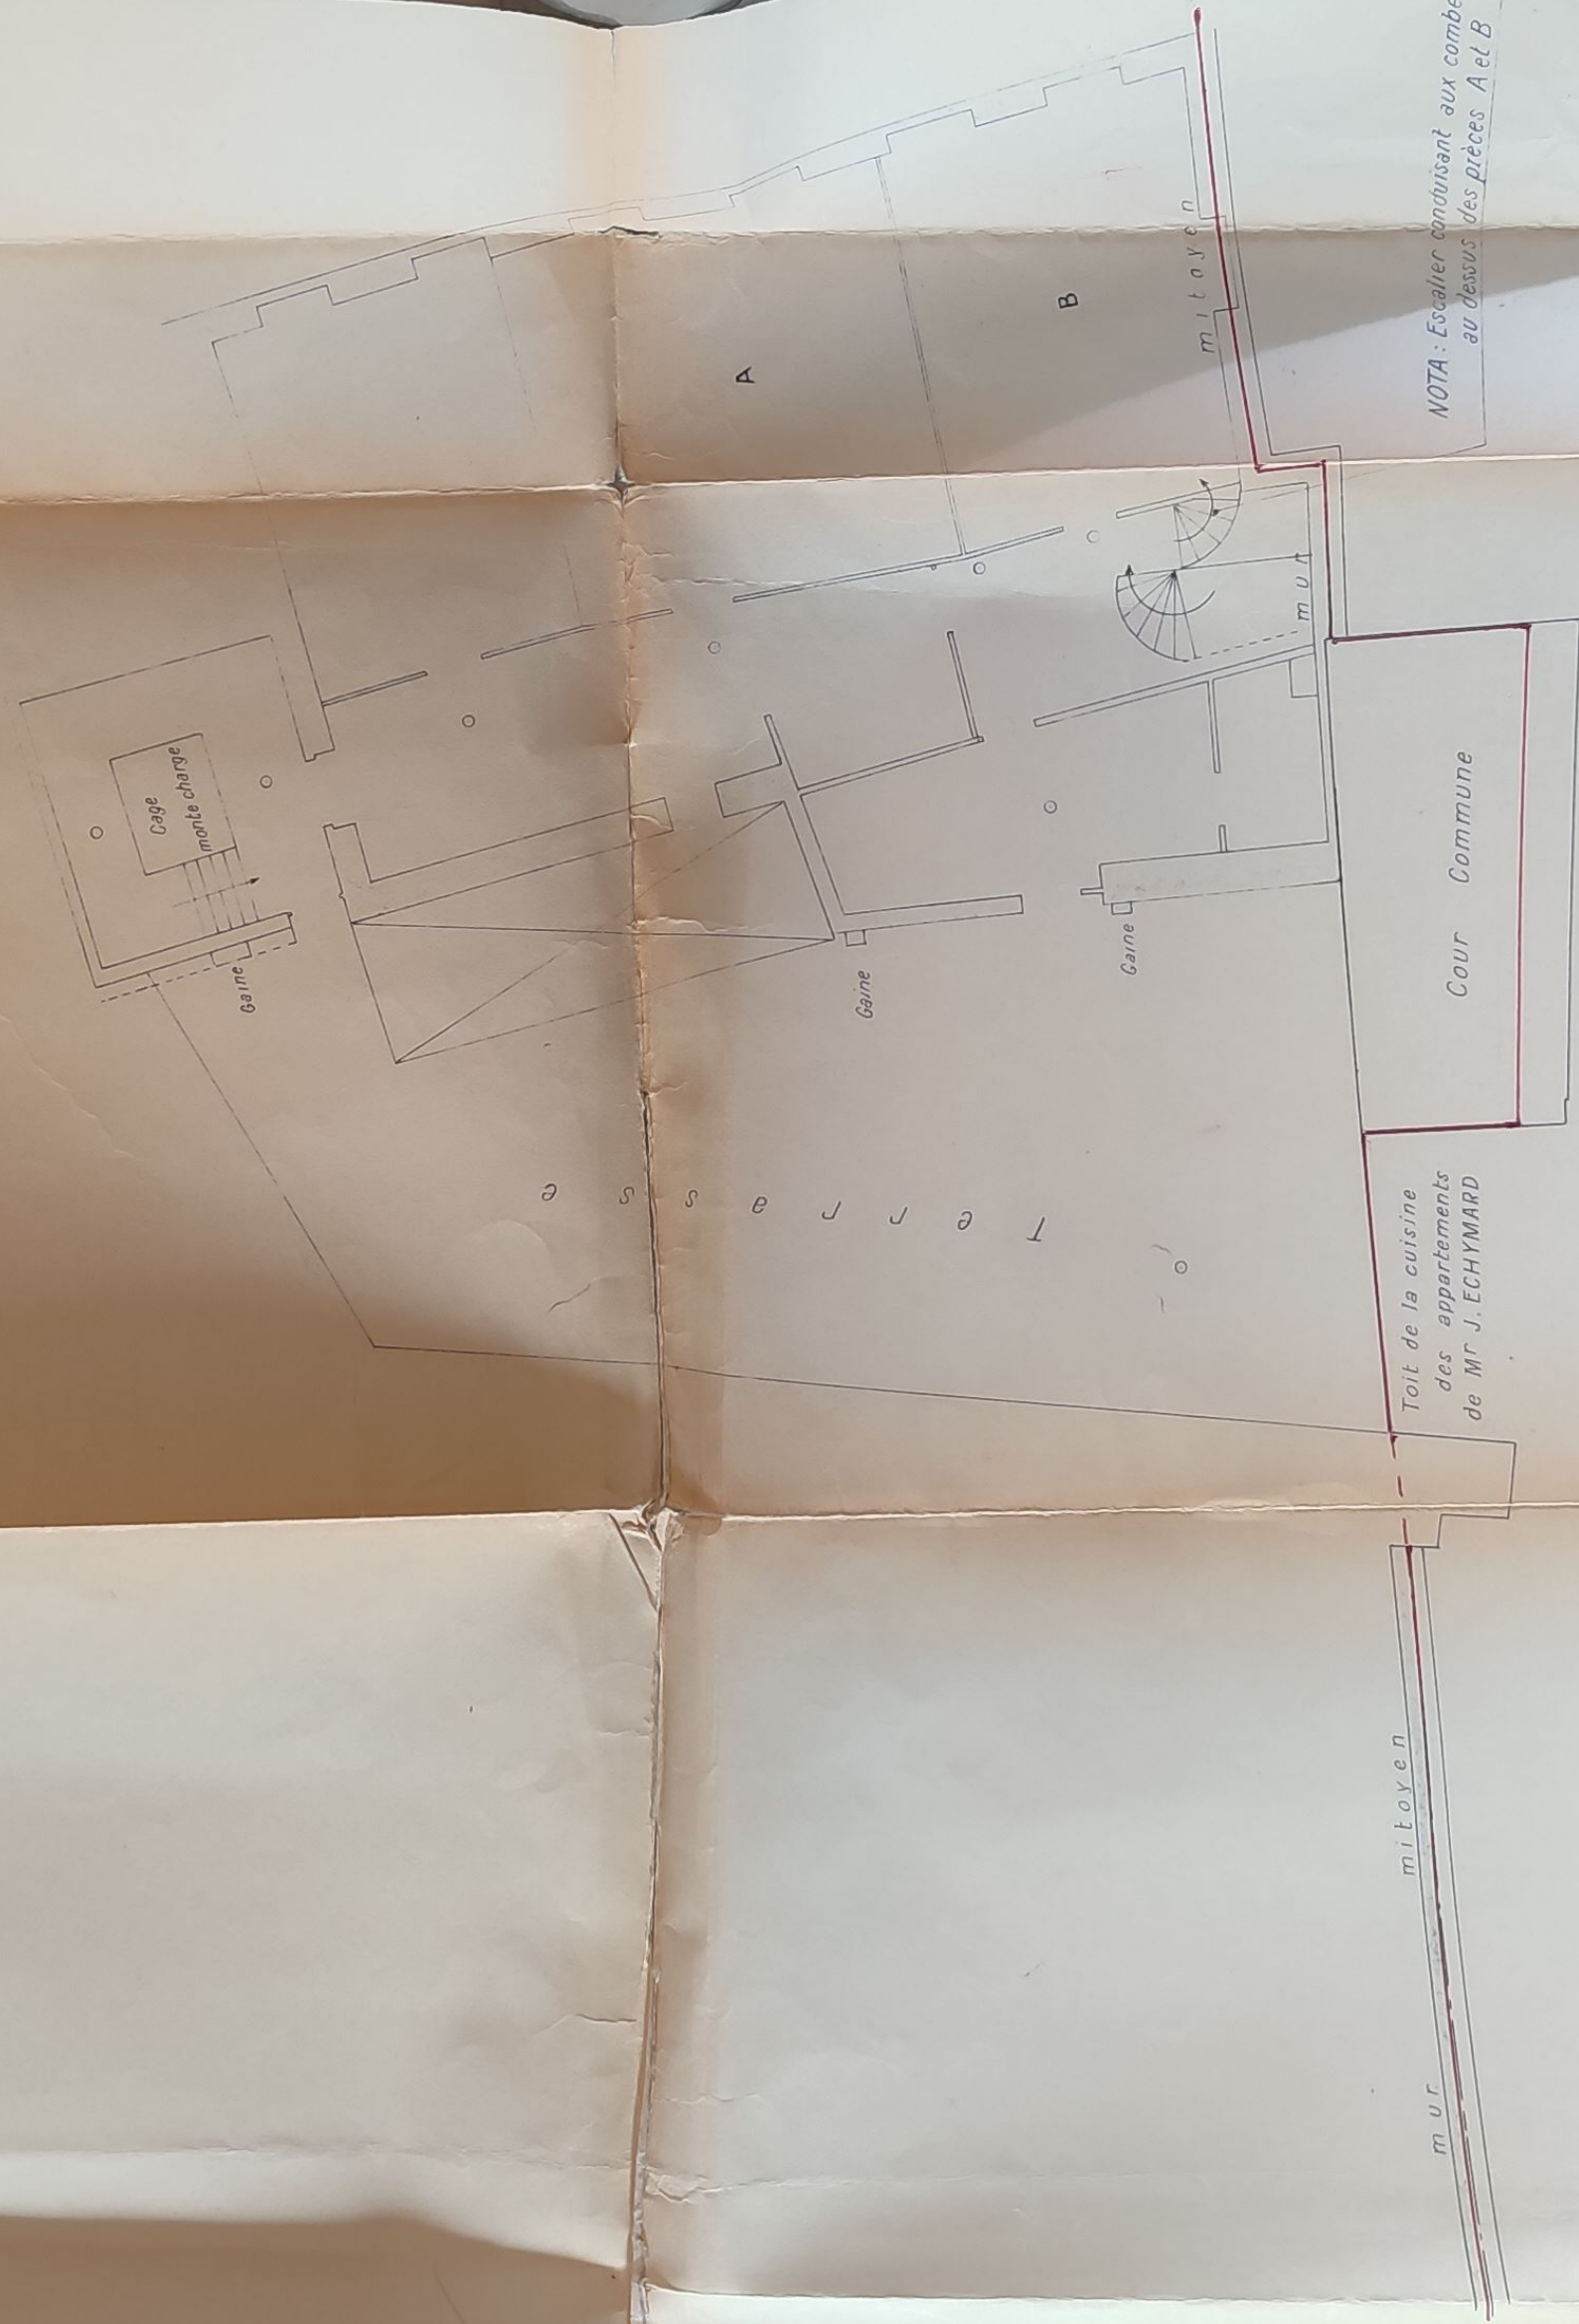 NOTA : Escalier conduisant aux combe
au dessus des pièces A et B
mitoyen
B
A
mur
Cage
monte charge
Gaine
Gaine
Gaine
Cour Commune
Terrasse
Toit de la cuisine
des appartements
de Mr J. ECHYMARD
mur mitoyen